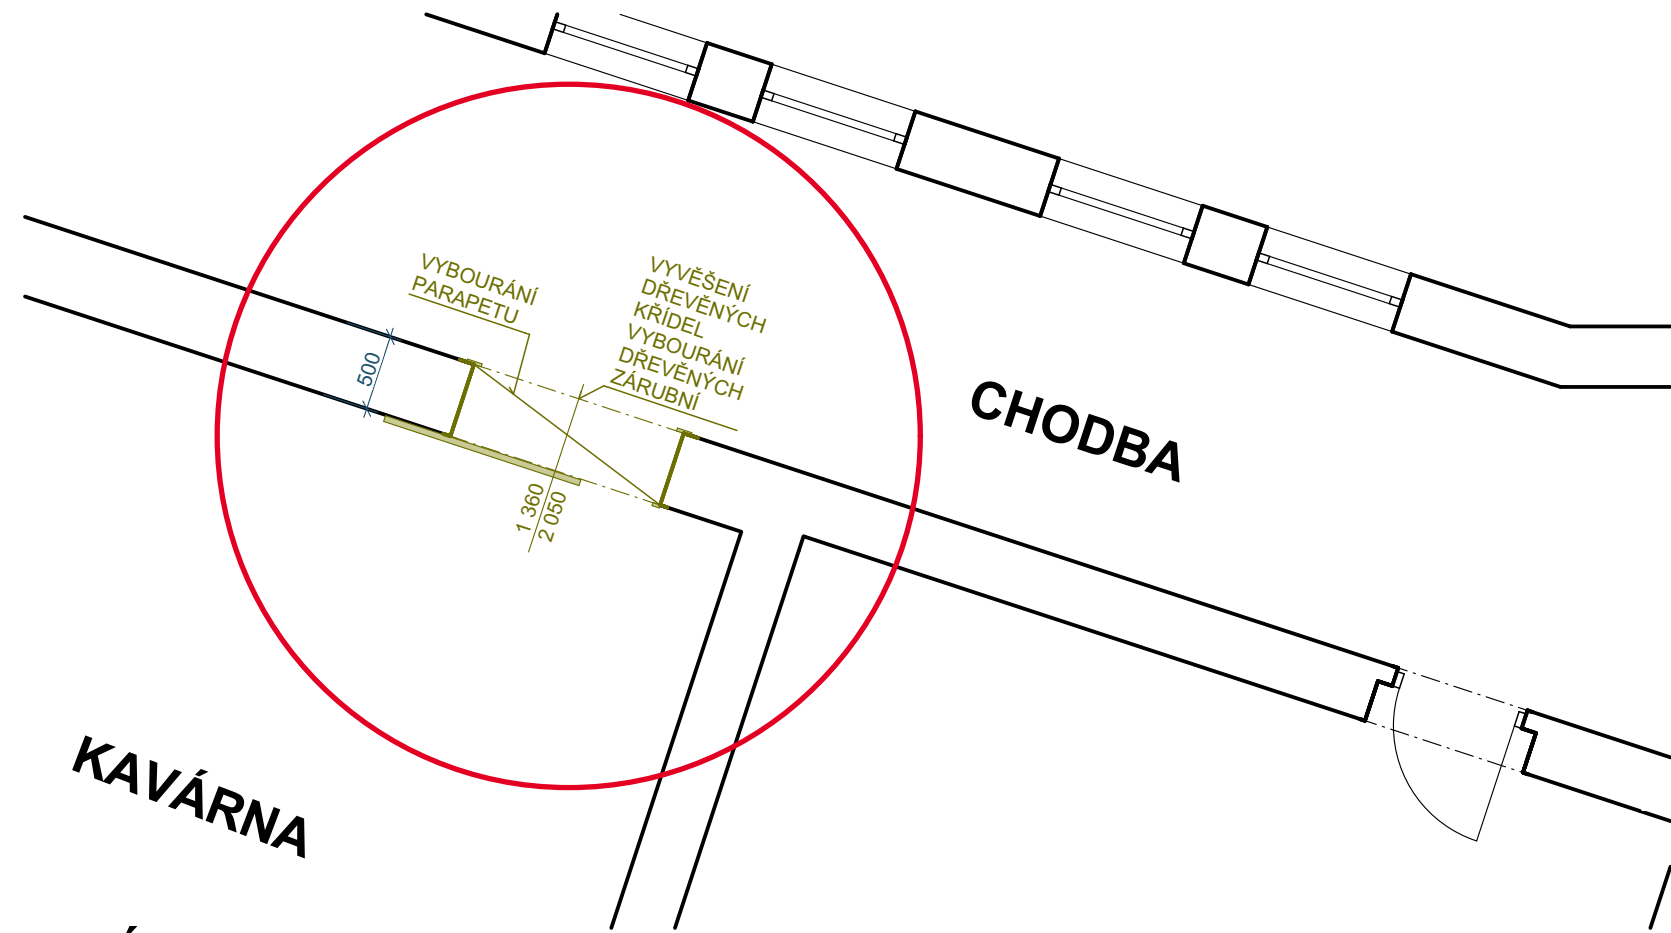 VYBOURÁNÍ
PARAPETU
VYVĚŠENÍ
DŘEVĚNÝCH
KŘÍDEL
VYBOURÁNÍ
DŘEVĚNÝCH
ZÁRUBNÍ
500
1 360
2 050
CHODBA
KAVÁRNA